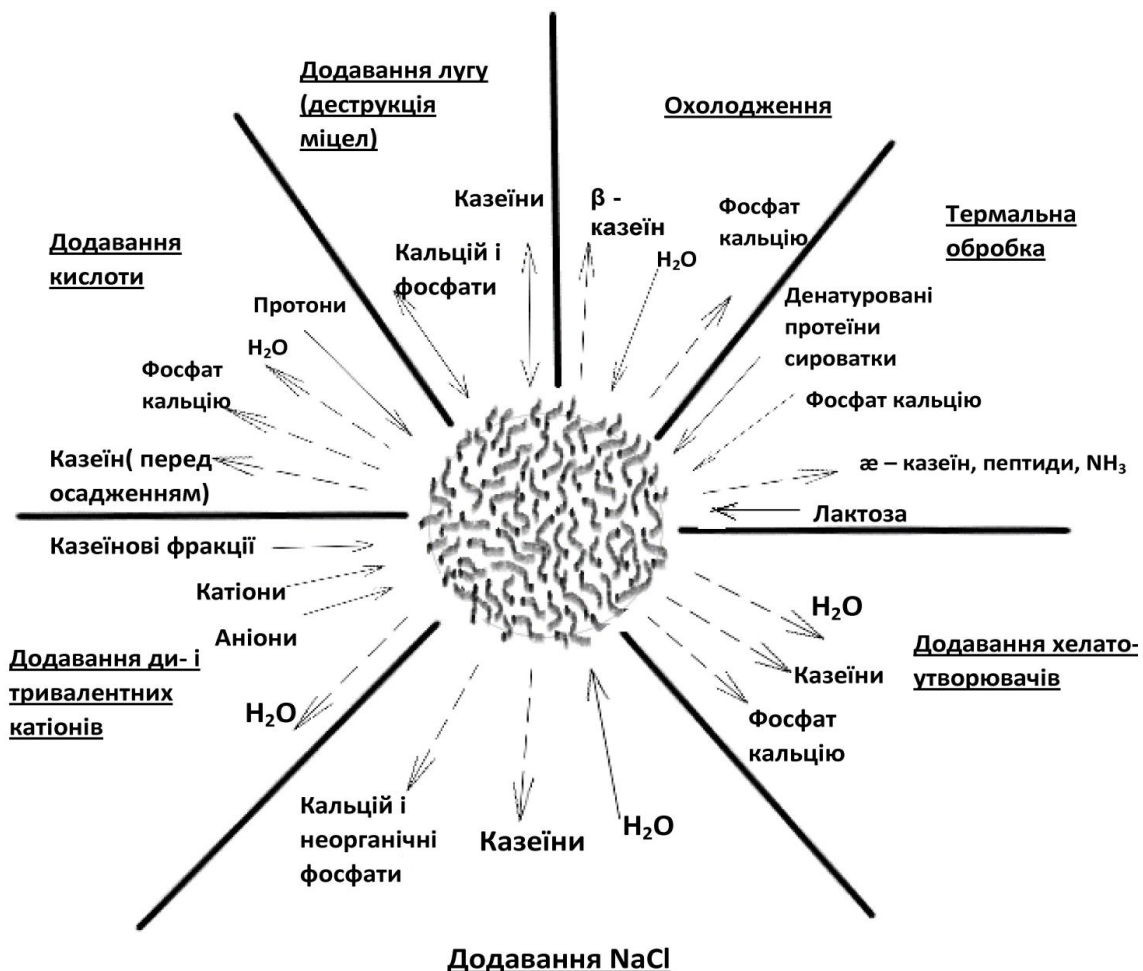 Додавання лугу
(деструкція
міцел)
Охолодження
Казеїни
β -
казеїн
Фосфат
кальцію
Термальна
обробка
Додавання
кислоти
Кальцій і
фосфати
H₂O
Протони
H₂O
Фосфат
кальцію
Денатуровані
протеїни
сироватки
Фосфат кальцію
Казеїн( перед
осадженням)
æ – казеїн, пептиди, NH₃
Лактоза
Казеїнові фракції
Катіони
Аніони
Додавання ди- і
тривалентних
катіонів
H₂O
H₂O
Казеїни
Фосфат
кальцію
Додавання хелато-
утворювачів
Кальцій і
неорганічні
фосфати
Казеїни
H₂O
Додавання NaCl